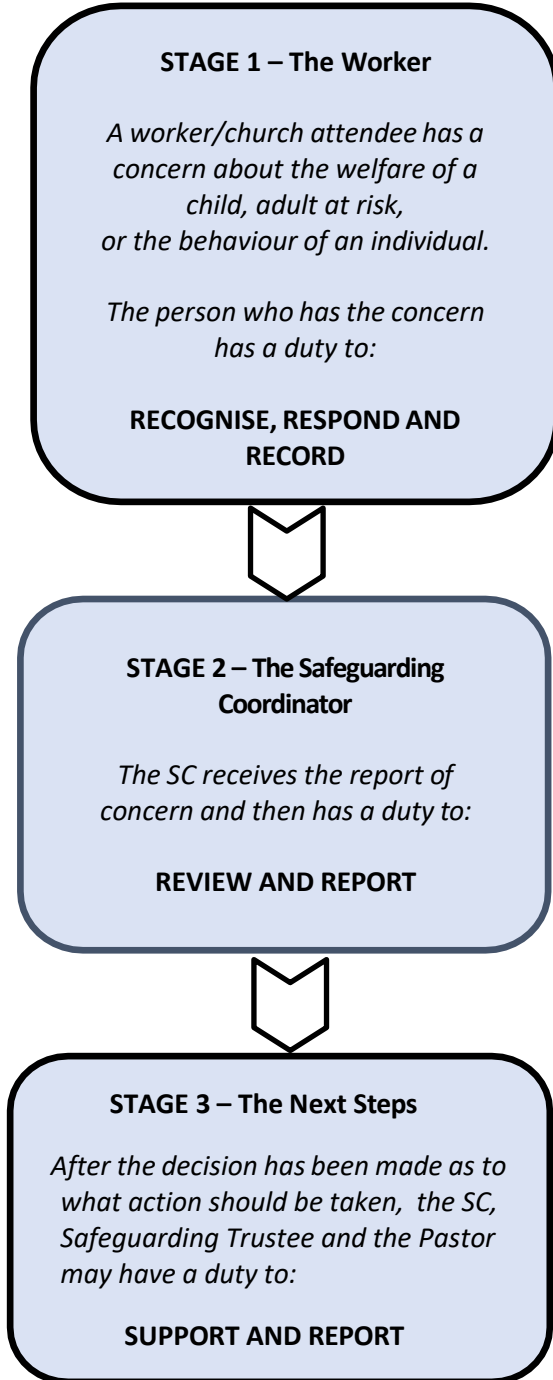 STAGE 1 – The Worker
A worker/church attendee has a
concern about the welfare of a
child, adult at risk,
or the behaviour of an individual.
The person who has the concern
has a duty to:
RECOGNISE, RESPOND AND
RECORD
STAGE 2 – The Safeguarding
Coordinator
The SC receives the report of
concern and then has a duty to:
REVIEW AND REPORT
STAGE 3 – The Next Steps
After the decision has been made as to
what action should be taken, the SC,
Safeguarding Trustee and the Pastor
may have a duty to:
SUPPORT AND REPORT